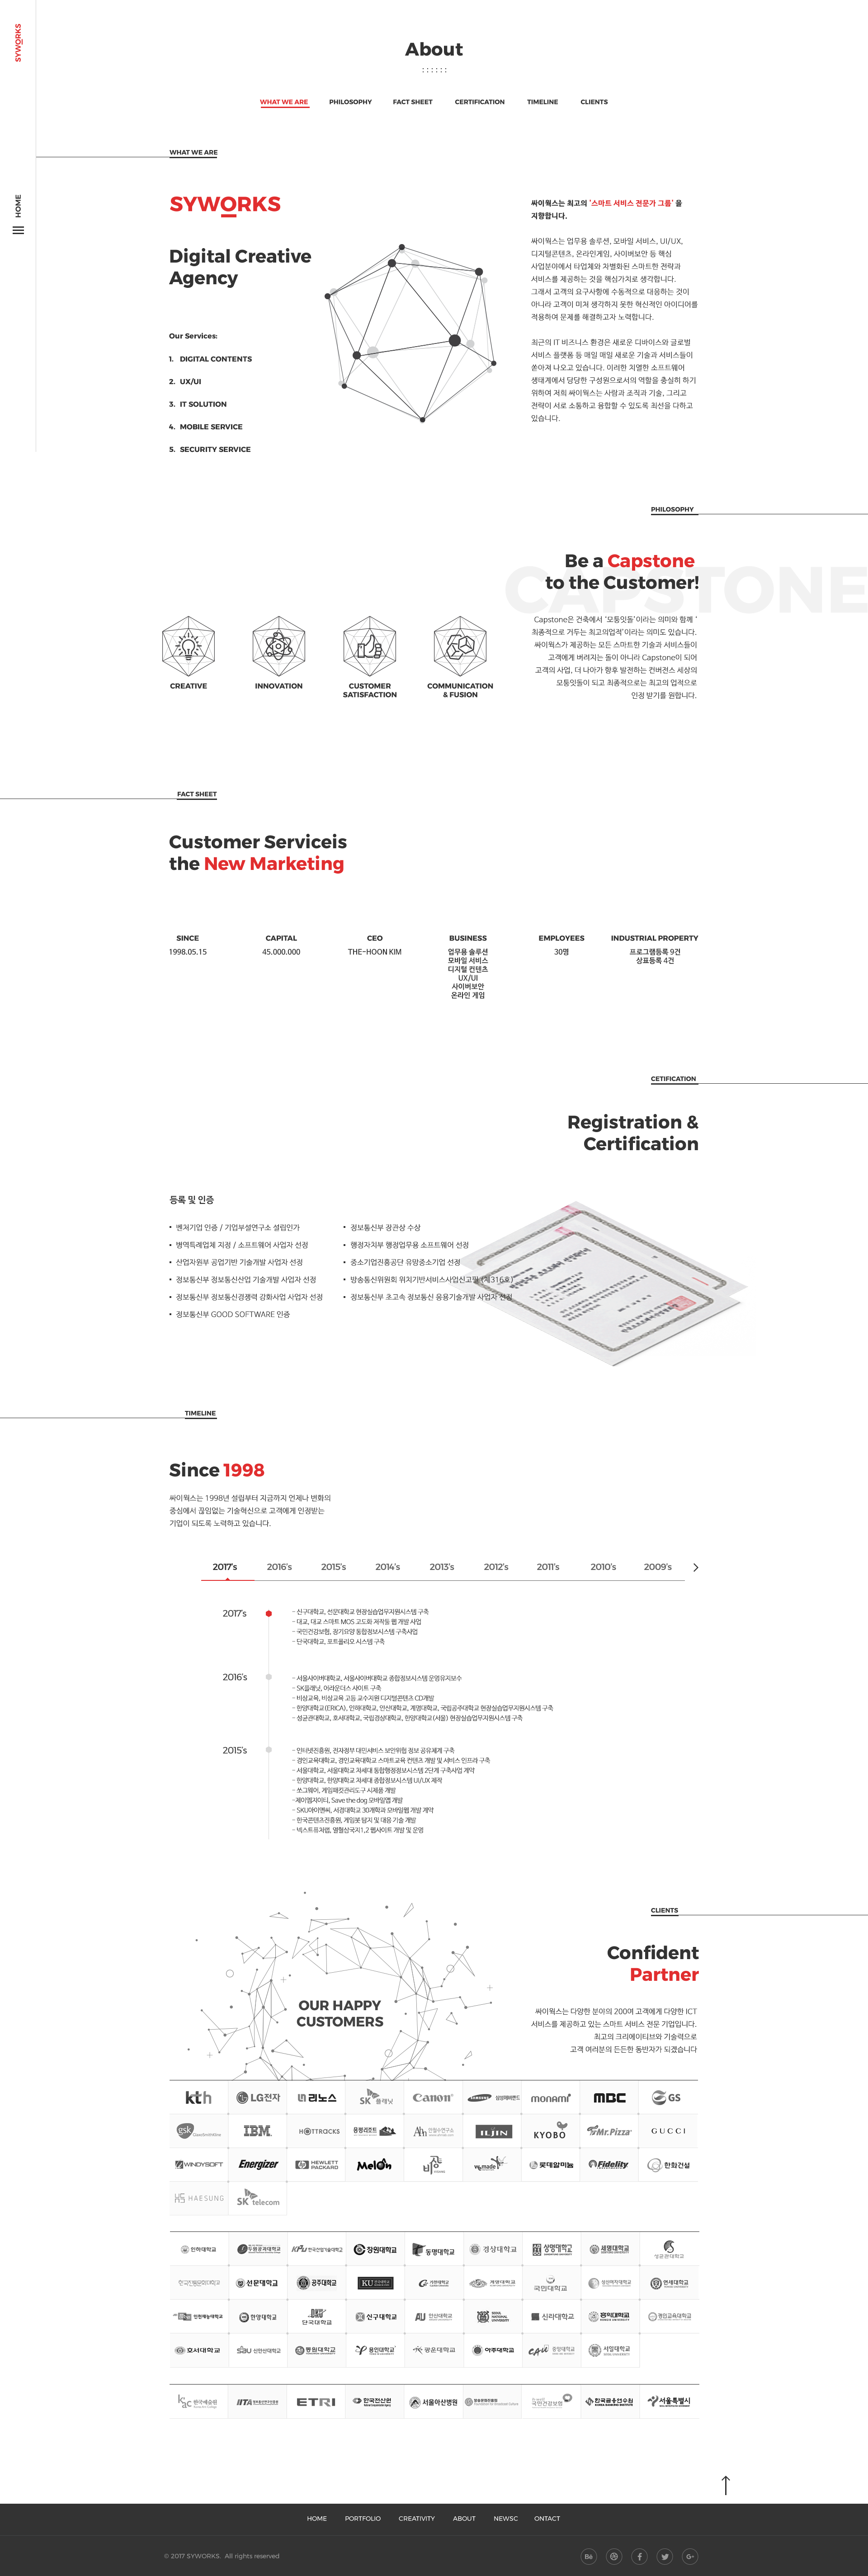 SYWORKS
HOME
About
WHAT WE ARE PHILOSOPHY FACT SHEET CERTIFICATION TIMELINE CLIENTS
WHAT WE ARE
SYWORKS
Digital Creative
Agency
Our Services:
1. DIGITAL CONTENTS
2. UX/UI
3. IT SOLUTION
4. MOBILE SERVICE
5. SECURITY SERVICE
싸이웍스는 최고의 '스마트 서비스 전문가 그룹' 을
지향합니다.
싸이웍스는 업무용 솔루션, 모바일 서비스, UI/UX,
디지털콘텐츠, 온라인게임, 사이버보안 등 핵심
사업분야에서 타업체와 차별화된 스마트한 전략과
서비스를 제공하는 것을 핵심가치로 생각합니다.
그래서 고객의 요구사항에 수동적으로 대응하는 것이
아니라 고객이 미처 생각하지 못한 혁신적인 아이디어를
적용하여 문제를 해결하고자 노력합니다.
최근의 IT 비즈니스 환경은 새로운 디바이스와 글로벌
서비스 플랫폼 등 매일 매일 새로운 기술과 서비스들이
쏟아져 나오고 있습니다. 이러한 치열한 소프트웨어
생태계에서 당당한 구성원으로서의 역할을 충실히 하기
위하여 저희 싸이웍스는 사람과 조직과 기술, 그리고
전략이 서로 소통하고 융합할 수 있도록 최선을 다하고
있습니다.
PHILOSOPHY
CAPSTONE
Be a Capstone
to the Customer!
Capstone은 건축에서 '모퉁잇돌'이라는 의미와 함께 '
최종적으로 거두는 최고의업적'이라는 의미도 있습니다.
싸이웍스가 제공하는 모든 스마트한 기술과 서비스들이
고객에게 버려지는 돌이 아니라 Capstone이 되어
고객의 사업, 더 나아가 향후 발전하는 컨버전스 세상의
모퉁잇돌이 되고 최종적으로는 최고의 업적으로
인정 받기를 원합니다.
CREATIVE
INNOVATION
CUSTOMER
SATISFACTION
COMMUNICATION
& FUSION
FACT SHEET
Customer Serviceis
the New Marketing
SINCE
1998.05.15
CAPITAL
45.000.000
CEO
THE-HOON KIM
BUSINESS
업무용 솔루션
모바일 서비스
디지털 컨텐츠
UX/UI
사이버보안
온라인 게임
EMPLOYEES
30명
INDUSTRIAL PROPERTY
프로그램등록 9건
상표등록 4건
CETIFICATION
Registration &
Certification
등록 및 인증
• 벤처기업 인증 / 기업부설연구소 설립인가
• 병역특례업체 지정 / 소프트웨어 사업자 선정
• 산업자원부 공업기반 기술개발 사업자 선정
• 정보통신부 정보통신산업 기술개발 사업자 선정
• 정보통신부 정보통신경쟁력 강화사업 사업자 선정
• 정보통신부 GOOD SOFTWARE 인증
• 정보통신부 장관상 수상
• 행정자치부 행정업무용 소프트웨어 선정
• 중소기업진흥공단 유망중소기업 선정
• 방송통신위원회 위치기반서비스사업신고필 (제316호)
• 정보통신부 초고속 정보통신 응용기술개발 사업자 선정
TIMELINE
Since 1998
싸이웍스는 1998년 설립부터 지금까지 언제나 변화의
중심에서 끊임없는 기술혁신으로 고객에게 인정받는
기업이 되도록 노력하고 있습니다.
2017's 2016's 2015's 2014's 2013's 2012's 2011's 2010's 2009's
2017's
- 신구대학교, 선문대학교 현장실습업무지원시스템 구축
- 대교, 대교 스마트 MOS 고도화 저작툴 웹 개발 사업
- 국민건강보험, 장기요양 통합정보시스템 구축사업
- 단국대학교, 포트폴리오 시스템 구축
2016's
- 서울사이버대학교, 서울사이버대학교 종합정보시스템 운영유지보수
- SK플래닛, 어라운더스 사이트 구축
- 비상교육, 비상교육 고등 교수지원 디지털콘텐츠 CD개발
- 한양대학교(ERICA), 인하대학교, 안산대학교, 계명대학교, 국립공주대학교 현장실습업무지원시스템 구축
- 성균관대학교, 호서대학교, 국립경상대학교, 한양대학교(서울) 현장실습업무지원시스템 구축
2015's
- 인터넷진흥원, 전자정부 대민서비스 보안위협 정보 공유체계 구축
- 경인교육대학교, 경인교육대학교 스마트교육 컨텐츠 개발 및 서비스 인프라 구축
- 서울대학교, 서울대학교 차세대 통합행정정보시스템 2단계 구축사업 계약
- 한양대학교, 한양대학교 차세대 종합정보시스템 UI/UX 제작
- 쏘그웨어, 게임패킷관리도구 시제품 개발
-제이엠자이디, Save the dog 모바일앱 개발
- SKU아이앤씨, 서경대학교 30개학과 모바일웹 개발 계약
- 한국콘텐츠진흥원, 게임봇 탐지 및 대응 기술 개발
- 넥스트퓨처랩, 열혈삼국지1,2 웹사이트 개발 및 운영
CLIENTS
Confident
Partner
싸이웍스는 다양한 분야의 200여 고객에게 다양한 ICT
서비스를 제공하고 있는 스마트 서비스 전문 기업입니다.
최고의 크리에이티브와 기술력으로
고객 여러분의 든든한 동반자가 되겠습니다
OUR HAPPY
CUSTOMERS
kth LG전자 리노스 SK 플래닛 Canon SAMSUNG monami MBC GS
gsk GlaxoSmithKline IBM HOTTRACKS 용평리조트 ILJIN KYOBO Mr.Pizza GUCCI
WINDYSOFT Energizer HEWLETT PACKARD Melon 비상 wemade 롯데알미늄 Fidelity 한화건설
HAESUNG SK telecom
인하대학교 KPU 한국산업기술대학교 창원대학교 동명대학교 경상대학교 상명대학교 세명대학교 성균관대학교
선문대학교 공주대학교 KU 계명대학교 국민대학교 연세대학교
인천재능대학교 한양대학교 단국대학교 신구대학교 AU 안산대학교 SEOUL NATIONAL UNIVERSITY 신라대학교 홍익대학교 경인교육대학교
호서대학교 SAU 신안산대학교 창원대학교 용인대학교 광운대학교 아주대학교 CAU 중앙대학교 서일대학교
IITA ETRI 한국전산원 서울아산병원 국민건강보험 한국금융연수원 서울특별시
HOME PORTFOLIO CREATIVITY ABOUT NEWSC ONTACT
© 2017 SYWORKS. All rights reserved
Bē f G+